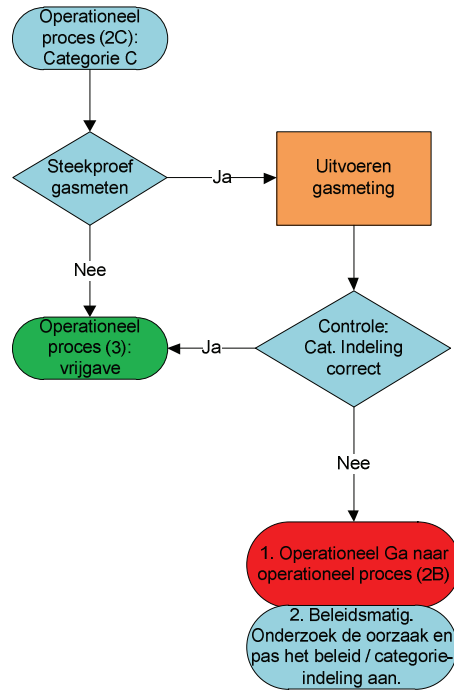 Operationeel
proces (2C):
Categorie C
Steekproef
gasmeten
Ja
Uitvoeren
gasmeting
Nee
Operationeel
proces (3):
vrijgave
Ja
Controle:
Cat. Indeling
correct
Nee
1. Operationeel Ga naar
operationeel proces (2B)
2. Beleidsmatig.
Onderzoek de oorzaak en
pas het beleid / categorie-
indeling aan.